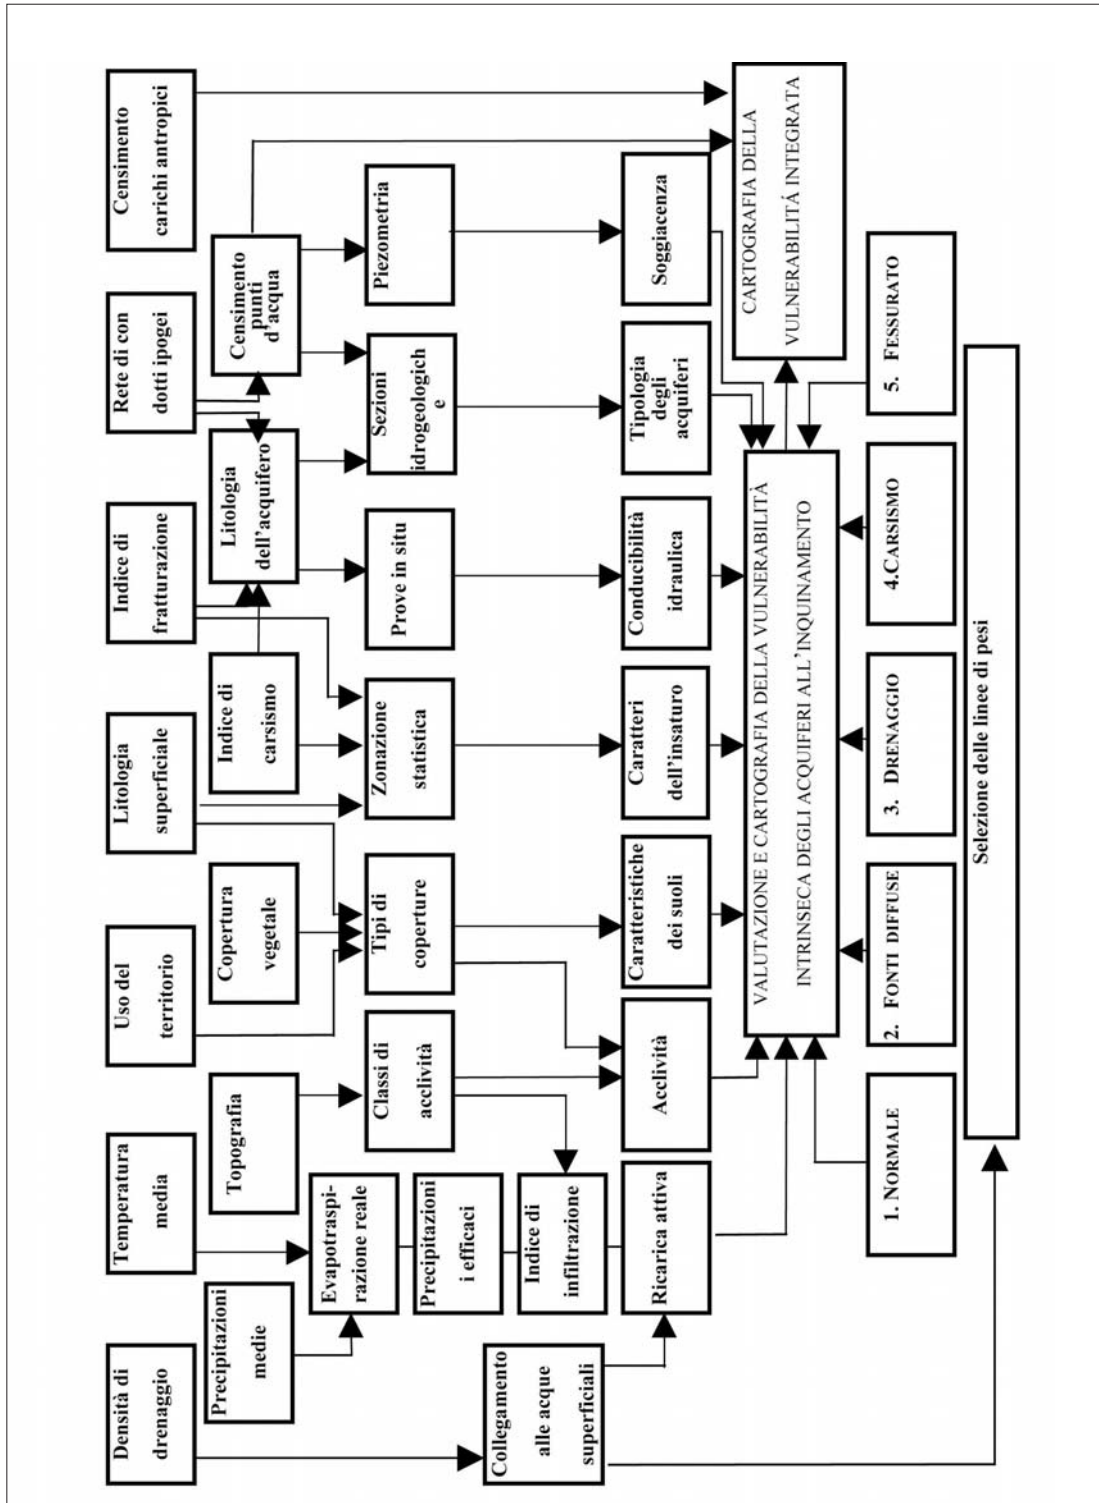 Densità di
drenaggio
Temperatura
media
Uso del
territorio
Litologia
superficiale
Indice di
fratturazione
Rete di con
dotti ipogei
Censimento
carichi antropici
Precipitazioni
medie
Topografia
Copertura
vegetale
Indice di
carsismo
Litologia
dell'acquifero
Censimento
punti
d'acqua
Evapotraspi-
razione reale
Classi di
acclività
Tipi di
coperture
Zonazione
statistica
Prove in situ
Sezioni
idrogeologich
e
Piezometria
Precipitazioni
i efficaci
Collegamento
alle acque
superficiali
Indice di
infiltrazione
Ricarica attiva
Acclività
Caratteristiche
dei suoli
Caratteri
dell'insaturo
Conducibilità
idraulica
Tipologia
degli
acquiferi
Soggiacenza
VALUTAZIONE E CARTOGRAFIA DELLA VULNERABILITÀ
INTRINSECA DEGLI ACQUIFERI ALL'INQUINAMENTO
CARTOGRAFIA DELLA
VULNERABILITÁ INTEGRATA
1. NORMALE
2. FONTI DIFFUSE
3. DRENAGGIO
4.CARSISMO
5. FESSURATO
Selezione delle linee di pesi